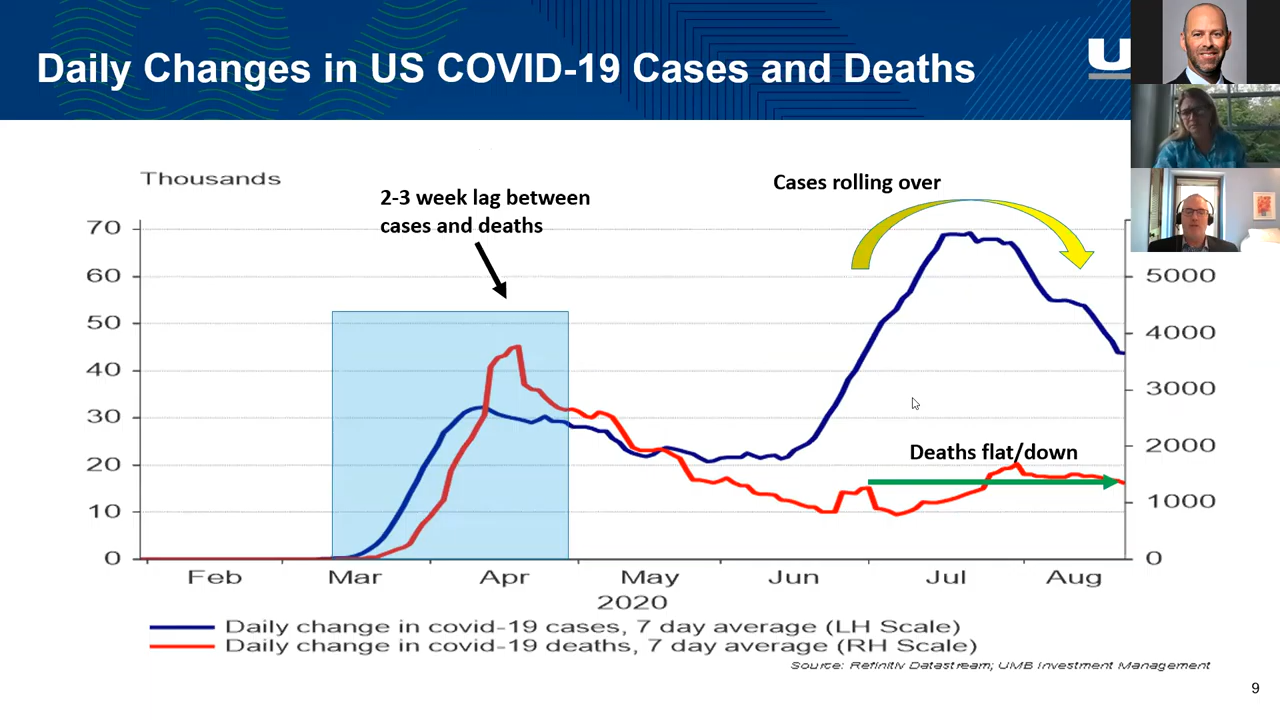 Daily Changes in US COVID-19 Cases and Deaths
U
Thousands
2-3 week lag between
cases and deaths
Cases rolling over
70
60
50
40
30
20
10
0
5000
4000
3000
2000
1000
0
Deaths flat/down
Feb Mar Apr May Jun Jul Aug
2020
Daily change in covid-19 cases, 7 day average (LH Scale)
Daily change in covid-19 deaths, 7 day average (RH Scale)
Source: Refinitiv Datastream; UMB Investment Management
9